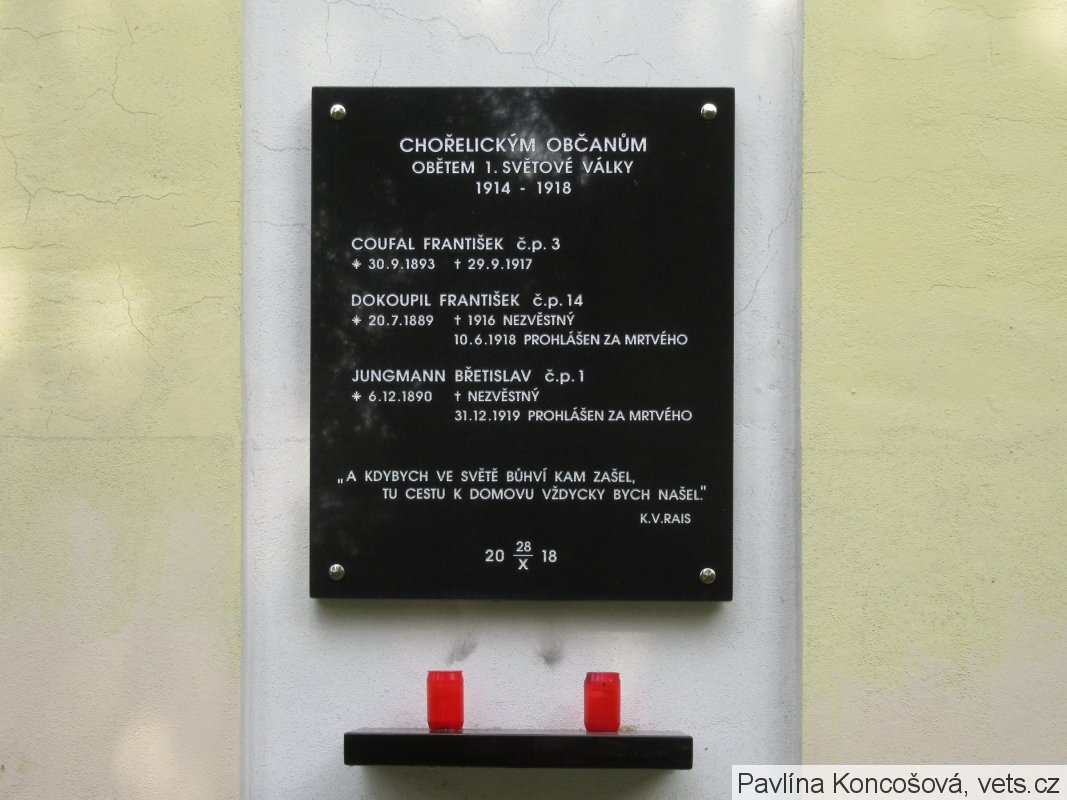 CHOŘELICKÝM OBČANŮM
OBĚTEM 1. SVĚTOVÉ VÁLKY
1914 - 1918
COUFAL FRANTIŠEK č.p. 3
* 30.9.1893 † 29.9.1917
DOKOUPIL FRANTIŠEK č.p. 14
* 20.7.1889 † 1916 NEZVĚSTNÝ
10.6.1918 PROHLÁŠEN ZA MRTVÉHO
JUNGMANN BŘETISLAV č.p. 1
* 6.12.1890 † NEZVĚSTNÝ
31.12.1919 PROHLÁŠEN ZA MRTVÉHO
„A KDYBYCH VE SVĚTĚ BŮHVÍ KAM ZAŠEL,
TU CESTU K DOMOVU VŽDYCKY BYCH NAŠEL."
K.V.RAIS
20 28/X 18
Pavlína Koncošová, vets.cz